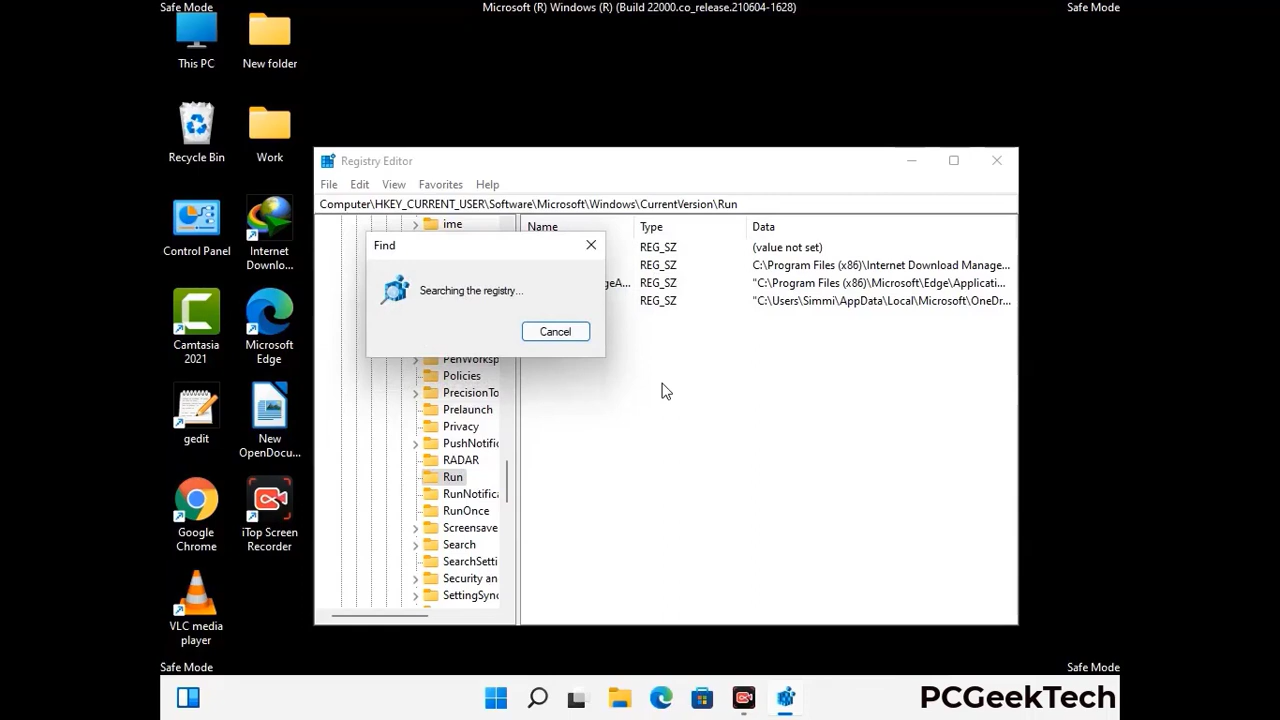 Safe Mode
Microsoft (R) Windows (R) (Build 22000.co_release.210604-1628)
Safe Mode
This PC
New folder
Recycle Bin
Work
Control Panel
Internet
Downlo...
Camtasia
2021
Microsoft
Edge
gedit
New
OpenDocu...
Google
Chrome
iTop Screen
Recorder
VLC media
player
Registry Editor
File Edit View Favorites Help
Computer\HKEY_CURRENT_USER\Software\Microsoft\Windows\CurrentVersion\Run
ime
Policies
PrecisionTo
Prelaunch
Privacy
PushNotific
RADAR
Run
RunNotifica
RunOnce
Screensave
Search
SearchSetti
Security an
SettingSync
Name Type Data
REG_SZ (value not set)
REG_SZ C:\Program Files (x86)\Internet Download Manage...
geA... REG_SZ "C:\Program Files (x86)\Microsoft\Edge\Applicati...
REG_SZ "C:\Users\Simmi\AppData\Local\Microsoft\OneDr...
Find
Searching the registry...
Cancel
Safe Mode
Safe Mode
PCGeekTech